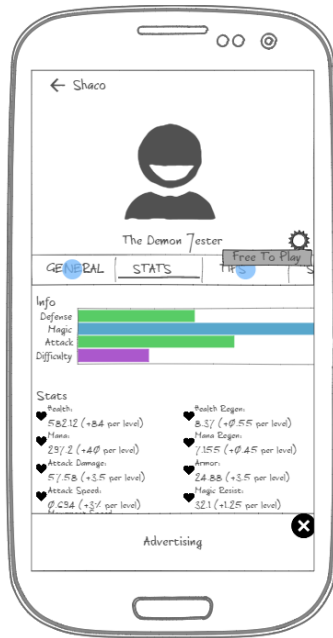 Shaco
The Demon Jester
Free To Play
GENERAL STATS TIPS S
Info
Defense
Magic
Attack
Difficulty
Stats
Health: Health Regen:
582.12 (+84 per level) 8.37 (+0.55 per level)
Mana: Mana Regen:
297.2 (+40 per level) 7.155 (+0.45 per level)
Attack Damage: Armor:
57.58 (+3.5 per level) 24.88 (+3.5 per level)
Attack Speed: Magic Resist:
0.694 (+3% per level) 32.1 (+1.25 per level)
Advertising